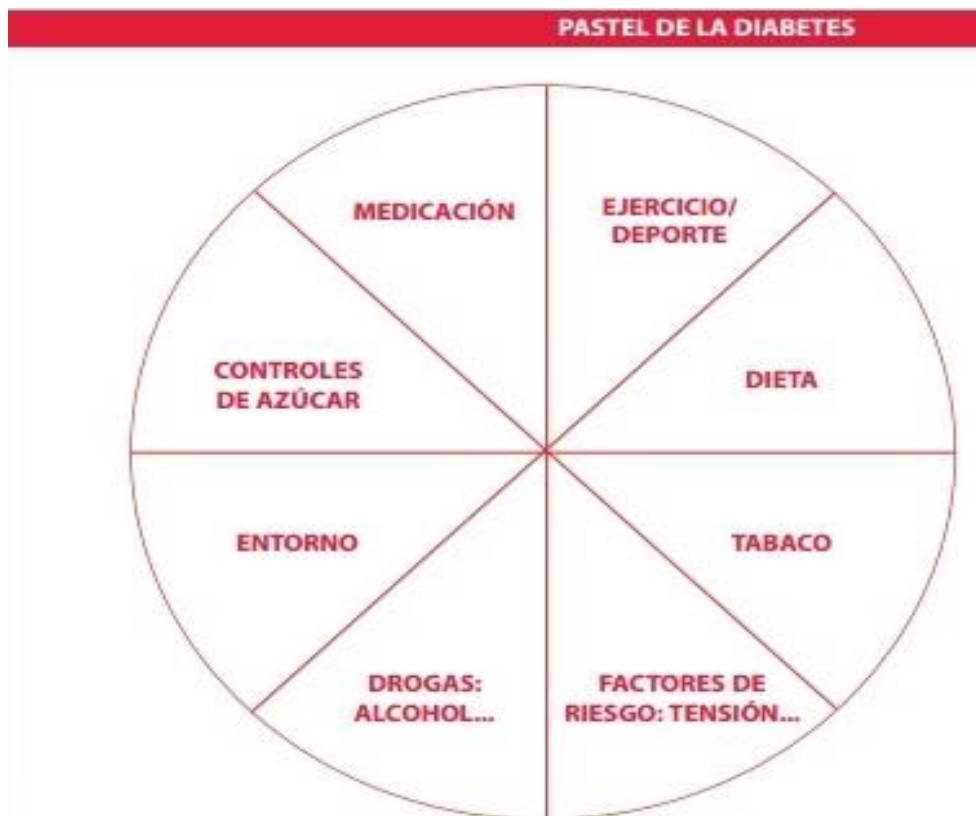 PASTEL DE LA DIABETES
MEDICACIÓN
EJERCICIO/
DEPORTE
CONTROLES
DE AZÚCAR
DIETA
ENTORNO
TABACO
DROGAS:
ALCOHOL...
FACTORES DE
RIESGO: TENSIÓN...